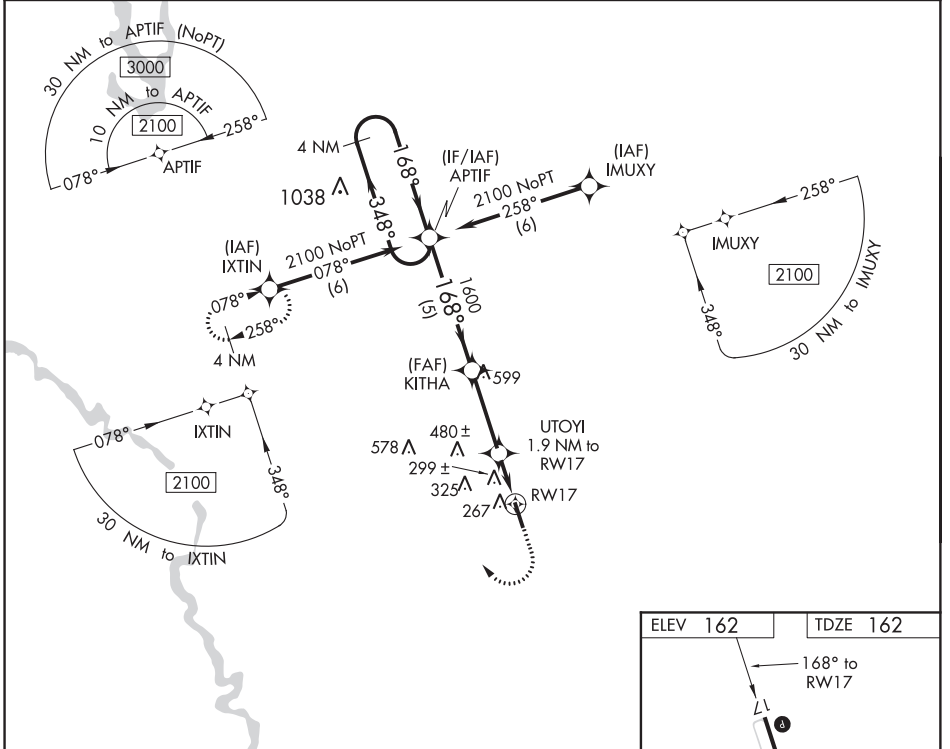 30 NM to APTIF (NoPT)
3000
10 NM to APTIF
2100
258°
078°
APTIF
4 NM
168°
348°
1038
(IF/IAF)
APTIF
(IAF)
IMUXY
2100 NoPT
258°
(6)
(IAF)
IXTIN
2100 NoPT
078°
(6)
078°
258°
4 NM
258°
IMUXY
2100
348°
30 NM to IMUXY
1600
168°
(5)
(FAF)
KITHA
599
078°
IXTIN
2100
348°
30 NM to IXTIN
UTOYI
1.9 NM to
RW17
578
480 ±
299 ±
325
267
RW17
ELEV 162
TDZE 162
168° to
RW17
17
P